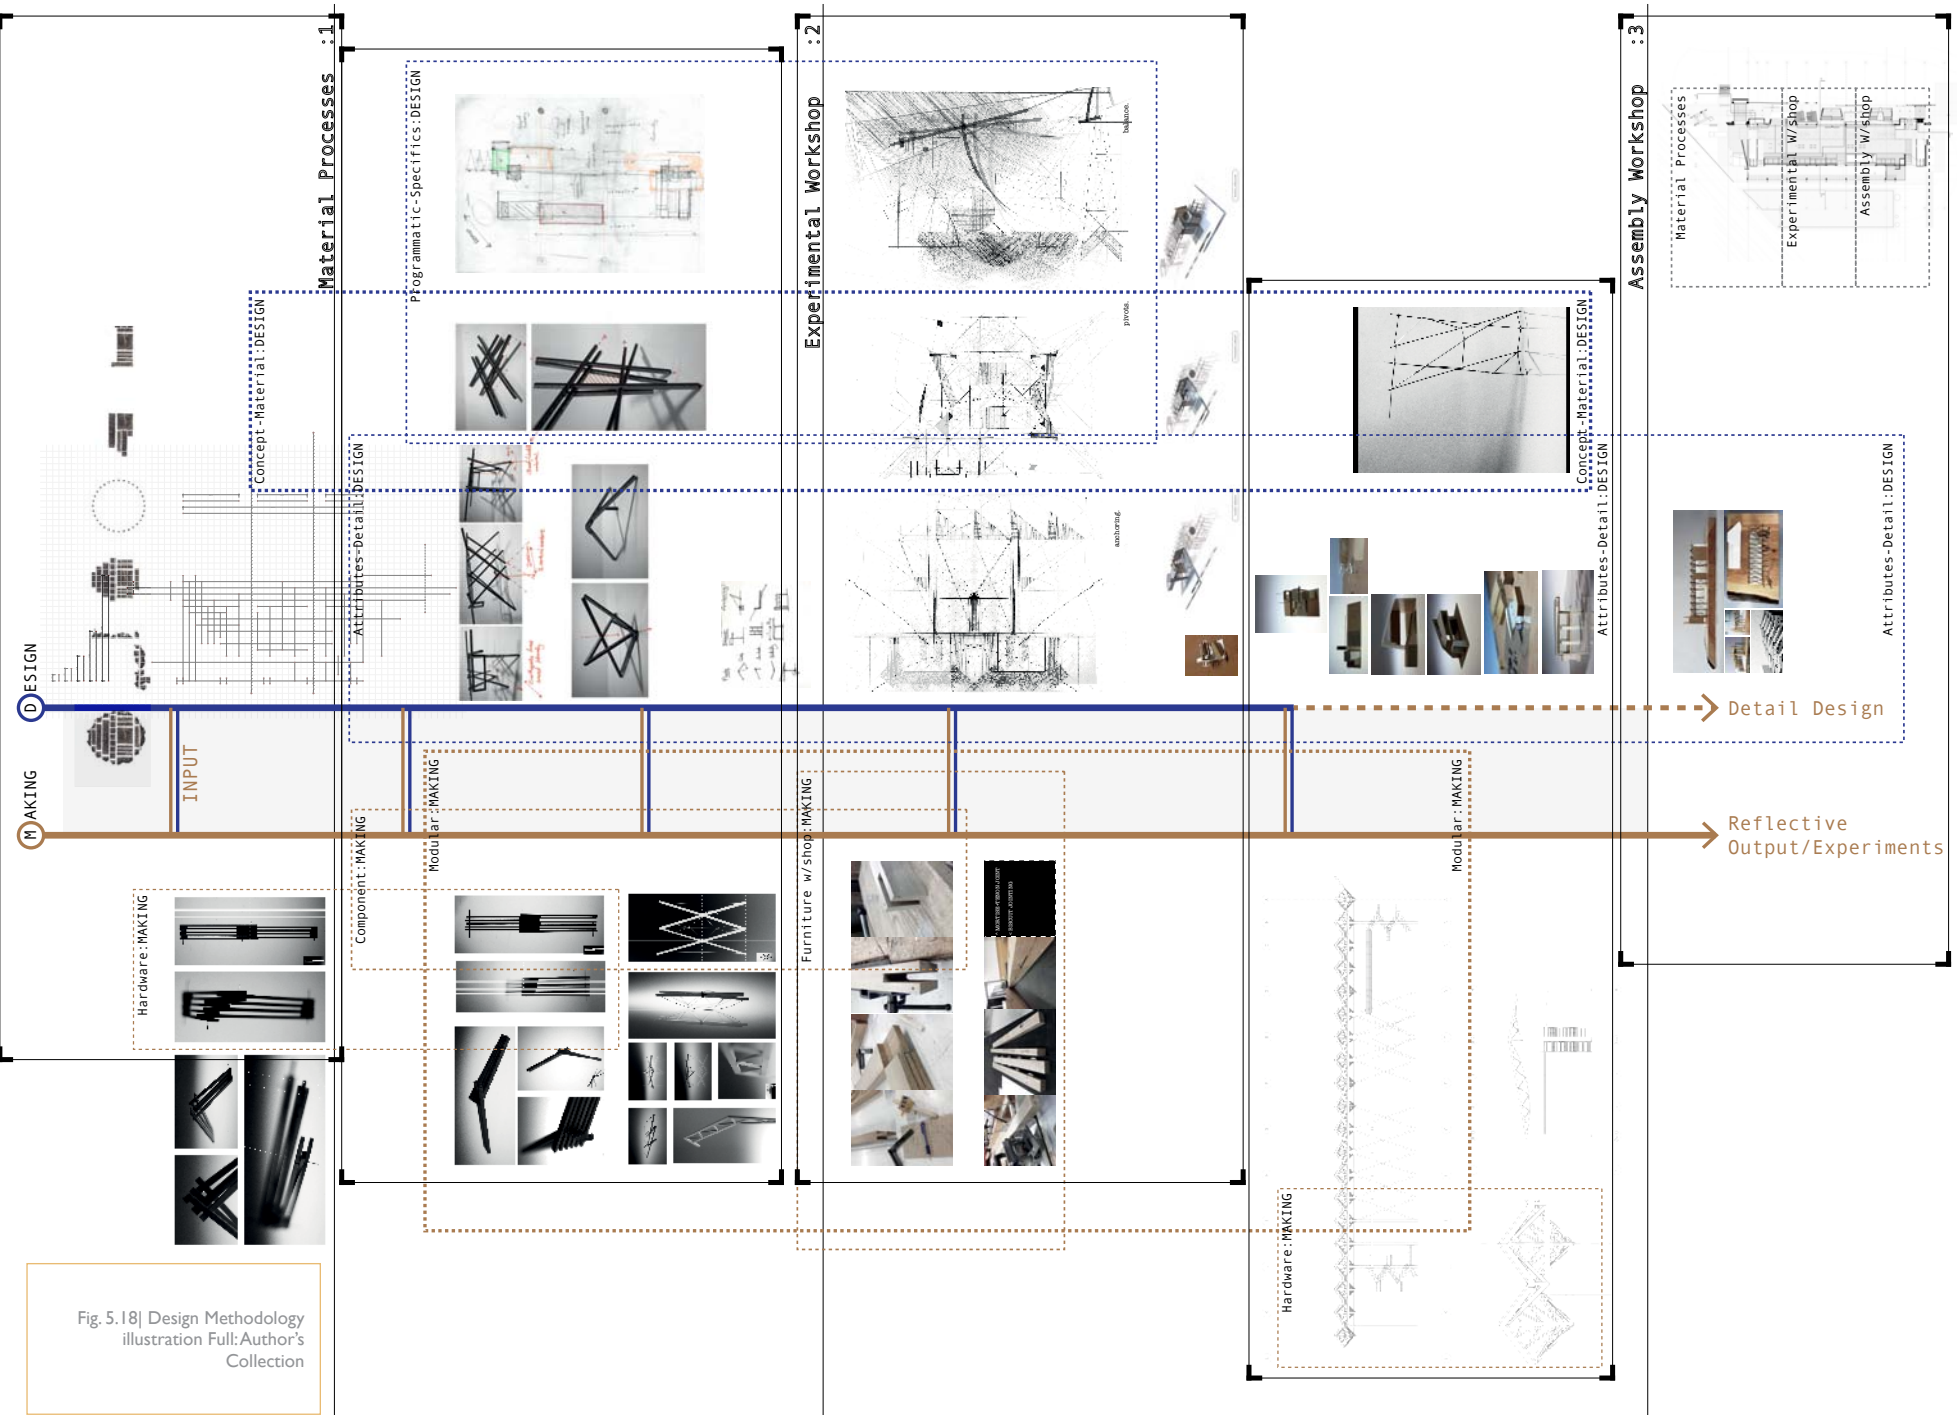 Material Processes :1
Experimental Workshop :2
Assembly Workshop :3
Programmatic-Specifics:DESIGN
Concept-Material:DESIGN
Attributes-Detail:DESIGN
balance.
pivots.
anchoring.
Concept-Material:DESIGN
Attributes-Detail:DESIGN
Attributes-Detail:DESIGN
Material Processes
Experimental W/shop
Assembly W/shop
DESIGN
MAKING
INPUT
Detail Design
Reflective
Output/Experiments
Hardware:MAKING
Component:MAKING
Modular:MAKING
Furniture w/shop:MAKING
Modular:MAKING
Hardware:MAKING
Fig. 5.18| Design Methodology
illustration Full:Author's
Collection